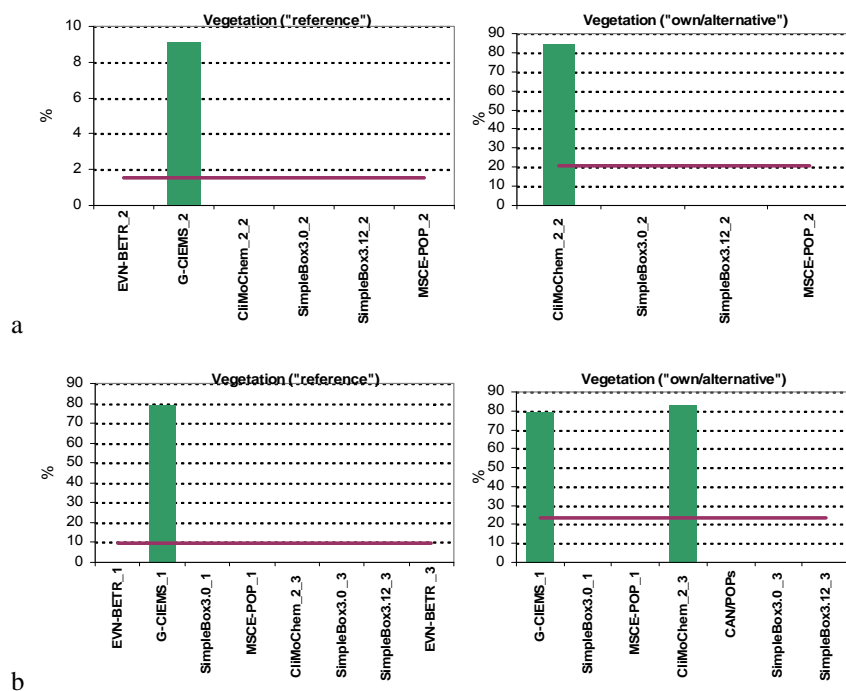 Vegetation ("reference")
10
8
6
4
2
0
%
EVN-BETR_2
G-CIEMS_2
CliMoChem_2_2
SimpleBox3.0_2
SimpleBox3.12_2
MSCE-POP_2
Vegetation ("own/alternative")
90
80
70
60
50
40
30
20
10
0
%
CliMoChem_2_2
SimpleBox3.0_2
SimpleBox3.12_2
MSCE-POP_2
a
Vegetation ("reference")
90
80
70
60
50
40
30
20
10
0
%
EVN-BETR_1
G-CIEMS_1
SimpleBox3.0_1
MSCE-POP_1
CliMoChem_2_3
SimpleBox3.0_3
SimpleBox3.12_3
EVN-BETR_3
Vegetation ("own/alternative")
90
80
70
60
50
40
30
20
10
0
%
G-CIEMS_1
SimpleBox3.0_1
MSCE-POP_1
CliMoChem_2_3
CAN/POPs
SimpleBox3.0_3
SimpleBox3.12_3
b